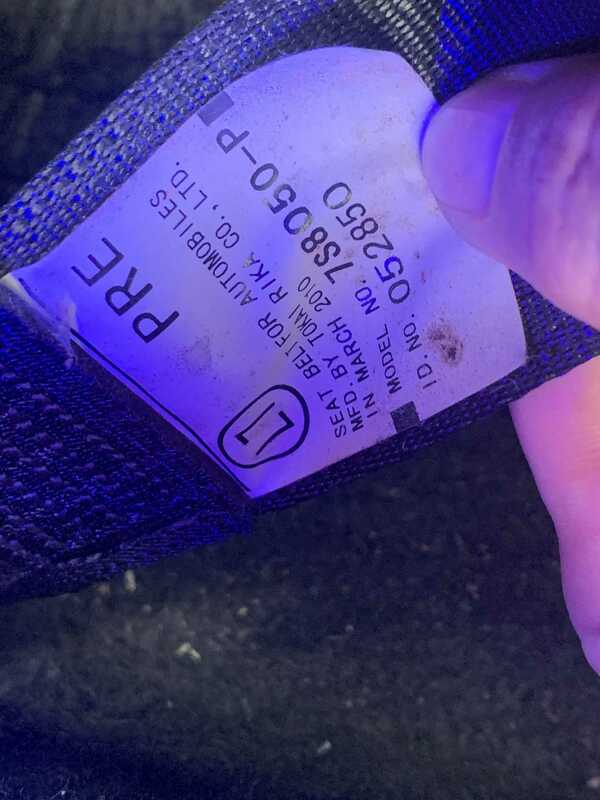 PRE
SEAT BELT FOR AUTOMOBILES
MFD. BY TOKAI RIKA CO., LTD.
IN MARCH 2010
MODEL NO. 7S8050-P
ID. NO. 052850